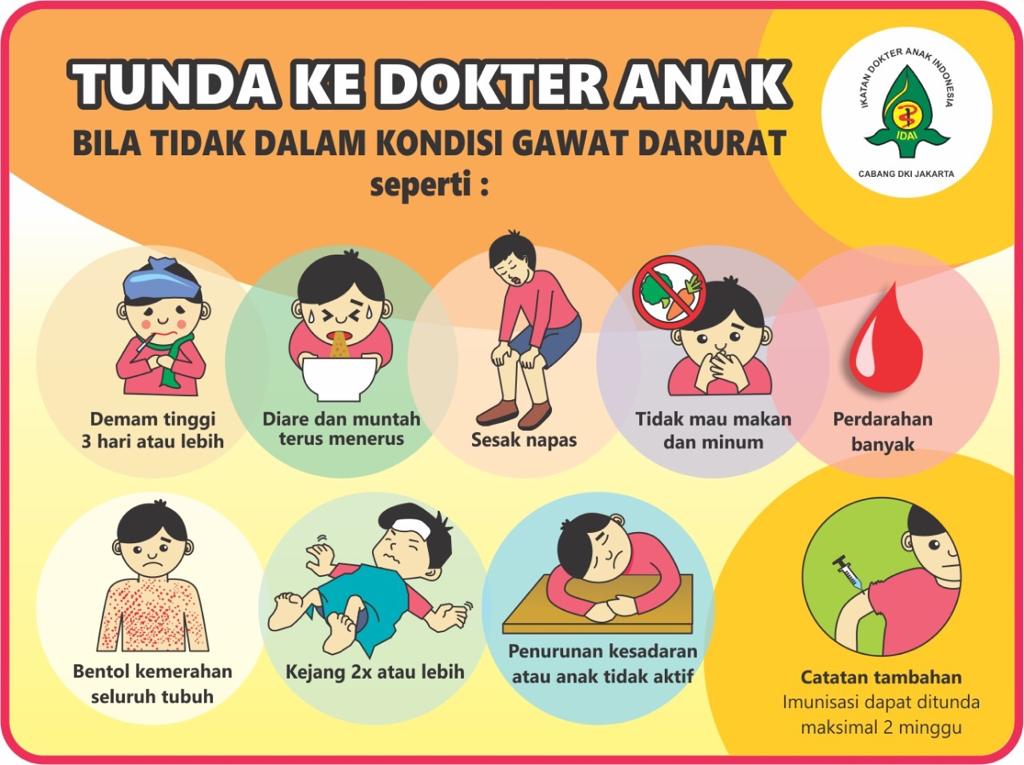 TUNDA KE DOKTER ANAK
BILA TIDAK DALAM KONDISI GAWAT DARURAT
seperti :
IKATAN DOKTER ANAK INDONESIA
IDAI
CABANG DKI JAKARTA
Demam tinggi
3 hari atau lebih
Diare dan muntah
terus menerus
Sesak napas
Tidak mau makan
dan minum
Perdarahan
banyak
Bentol kemerahan
seluruh tubuh
Kejang 2x atau lebih
Penurunan kesadaran
atau anak tidak aktif
Catatan tambahan
Imunisasi dapat ditunda
maksimal 2 minggu